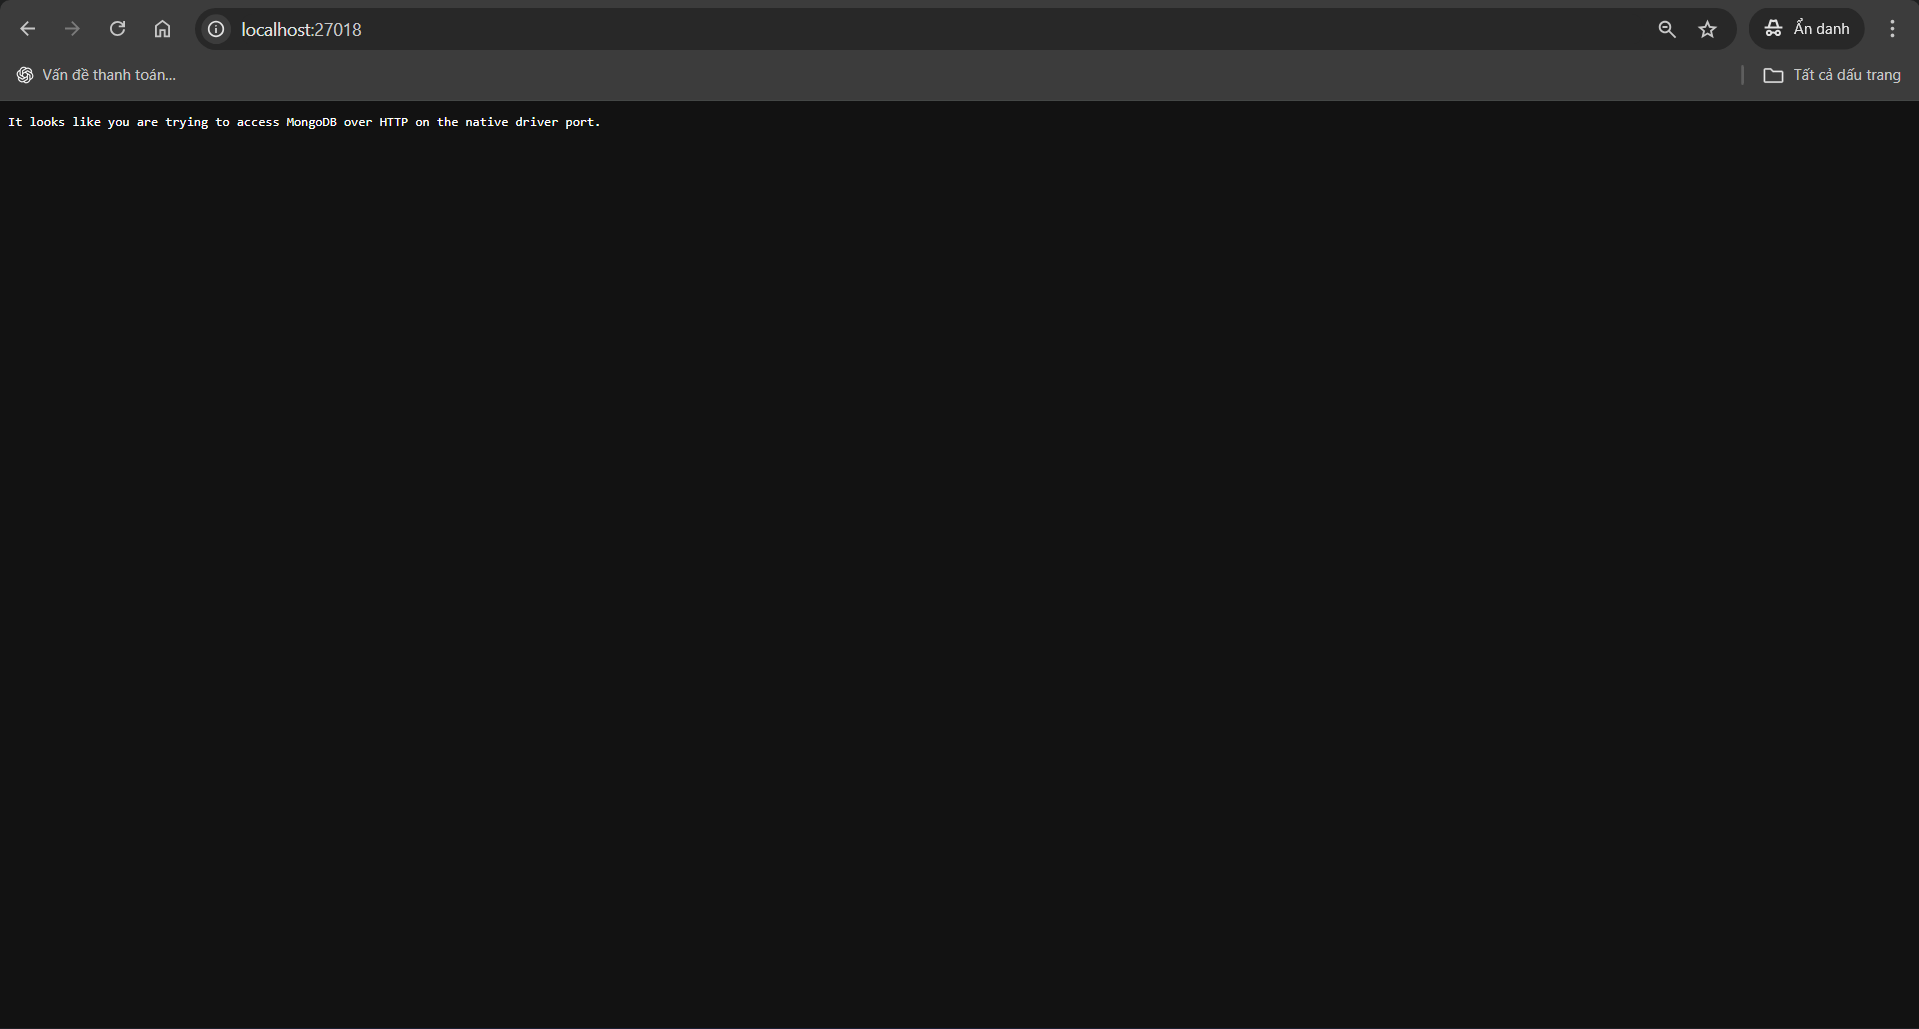 localhost:27018
Ẩn danh
Vấn đề thanh toán...
Tất cả dấu trang
It looks like you are trying to access MongoDB over HTTP on the native driver port.